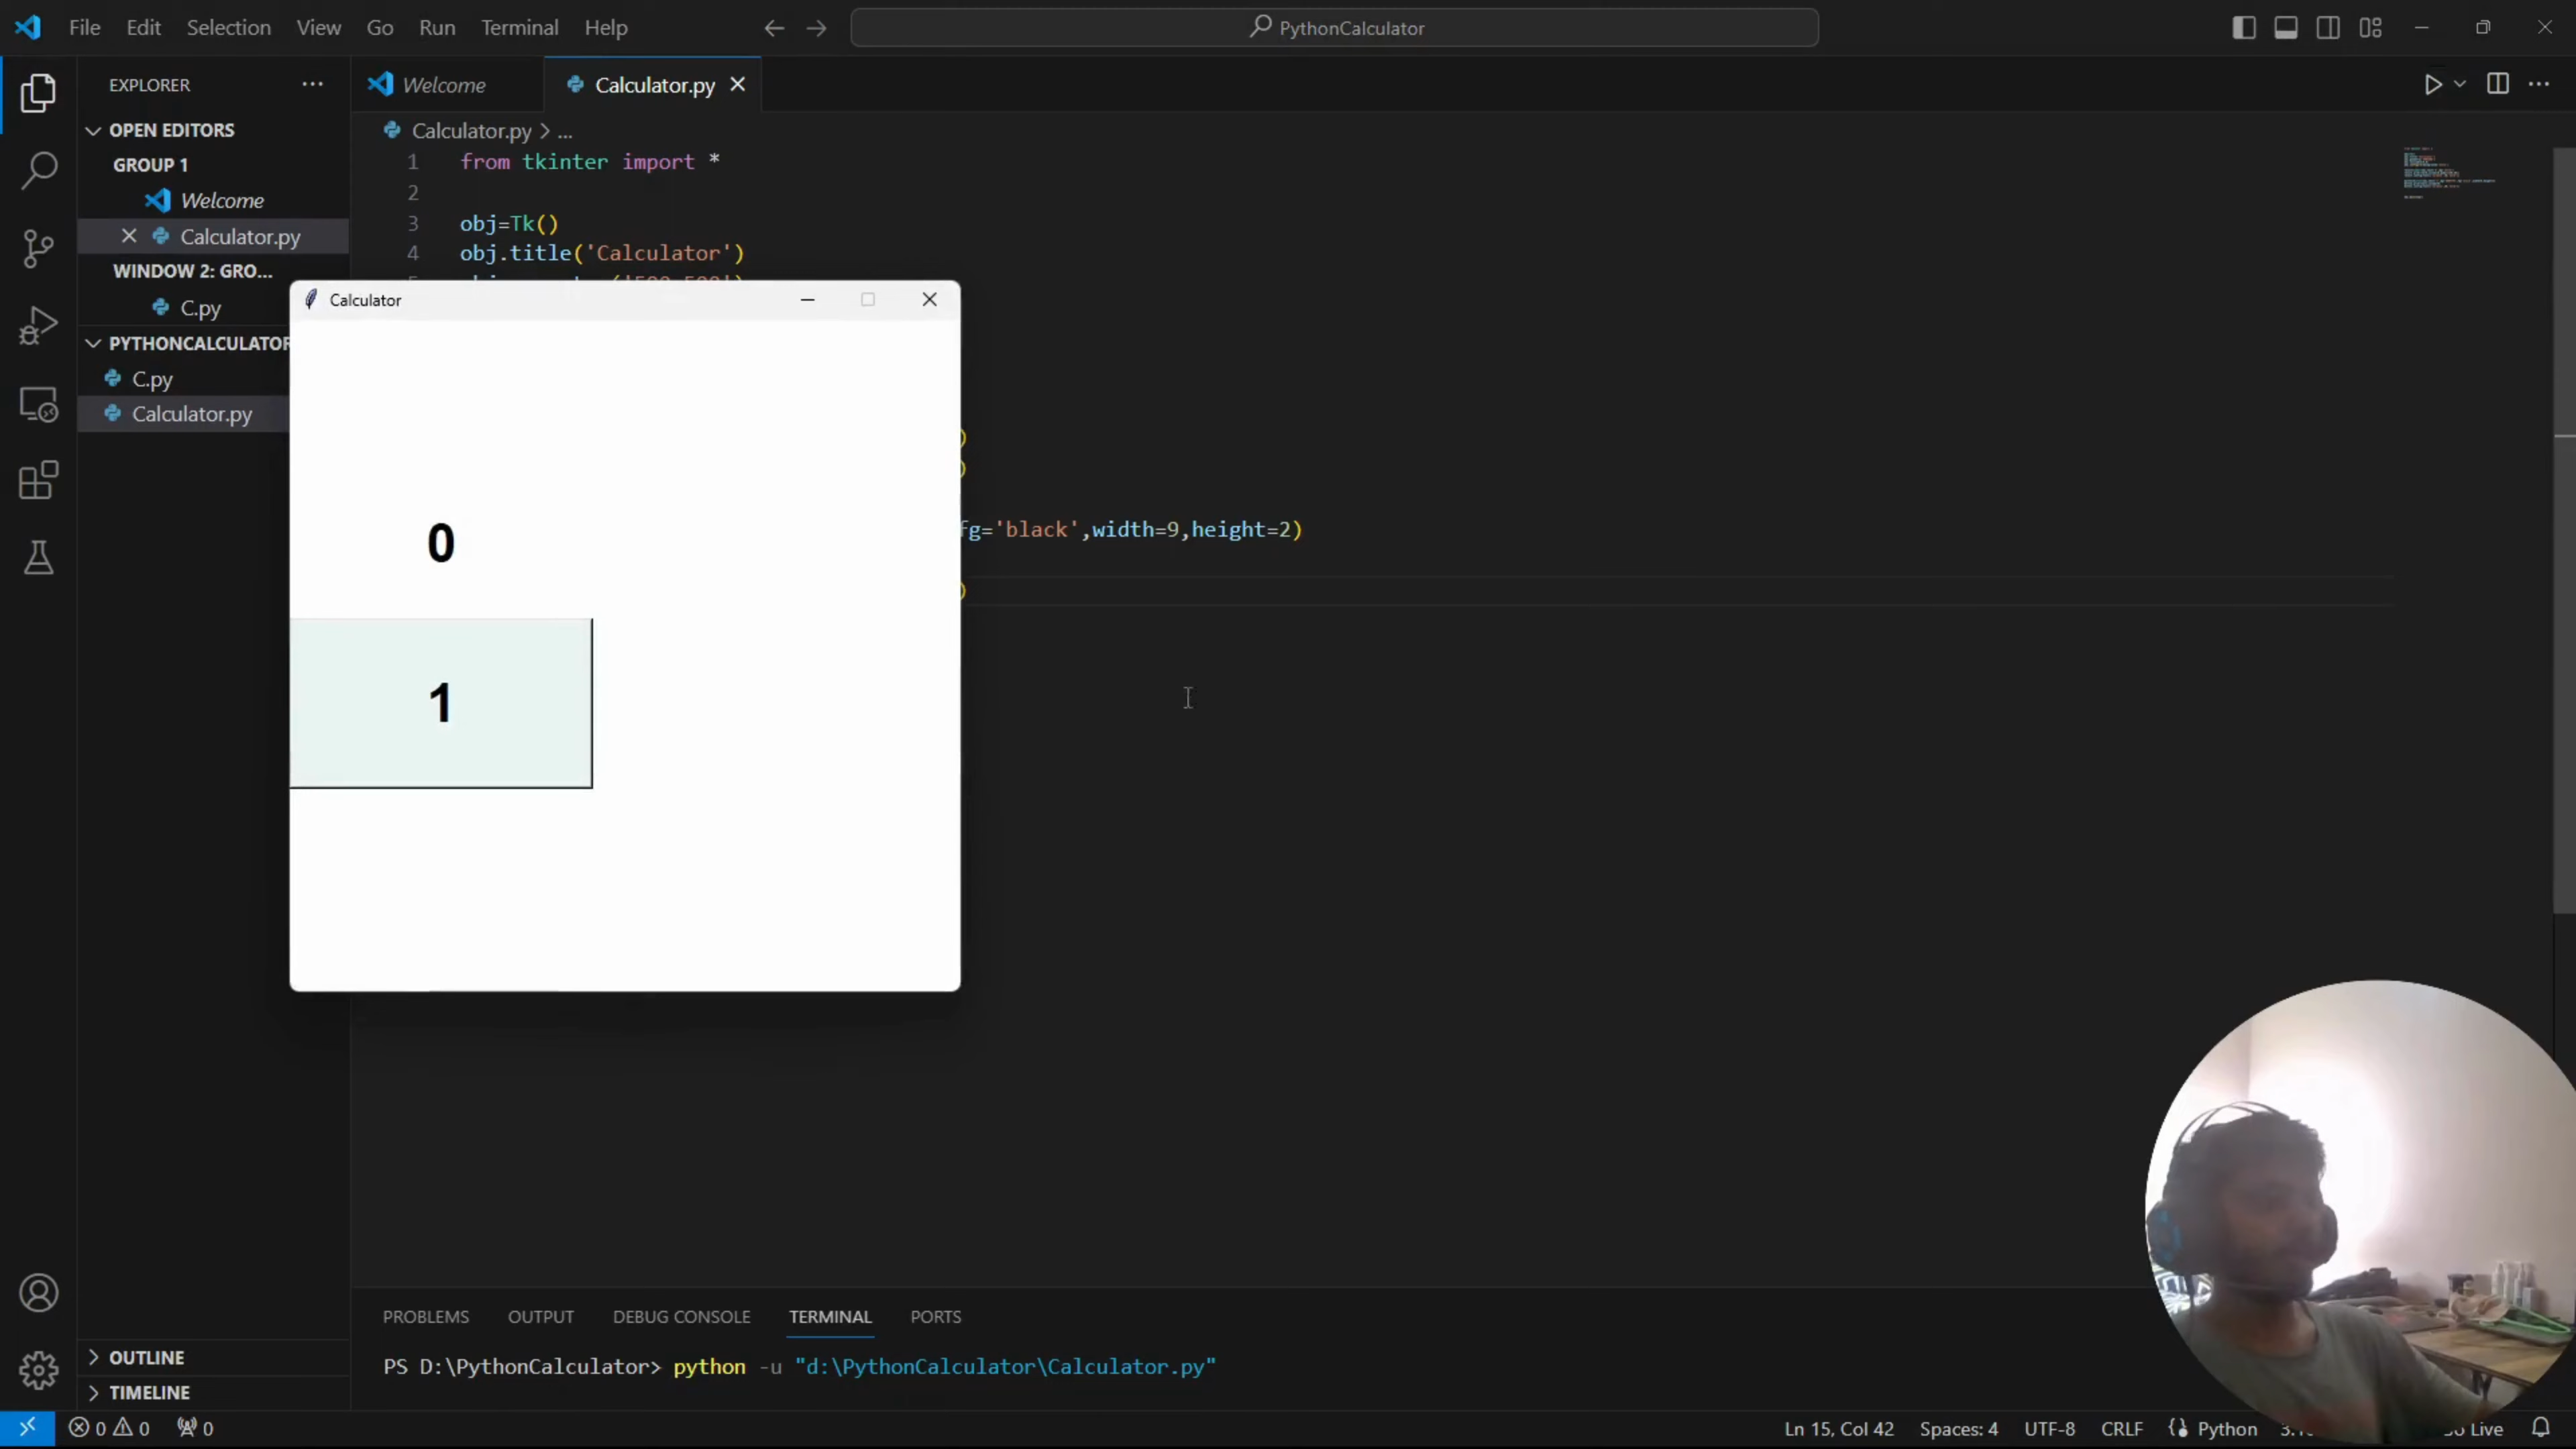 File Edit Selection View Go Run Terminal Help
PythonCalculator
EXPLORER
OPEN EDITORS
GROUP 1
Welcome
Calculator.py
WINDOW 2: GRO...
C.py
PYTHONCALCULATOR
C.py
Calculator.py
OUTLINE
TIMELINE
Welcome
Calculator.py
Calculator.py > ...
1 from tkinter import *
2
3 obj=Tk()
4 obj.title('Calculator')
)
)
fg='black',width=9,height=2)
)
Calculator
0
1
PROBLEMS OUTPUT DEBUG CONSOLE TERMINAL PORTS
PS D:\PythonCalculator> python -u "d:\PythonCalculator\Calculator.py"
0 0 0
Ln 15, Col 42 Spaces: 4 UTF-8 CRLF Python Live